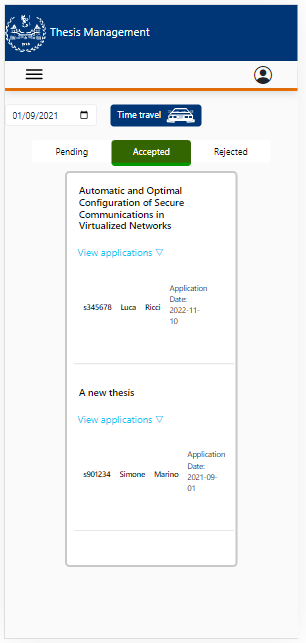 Thesis Management
01/09/2021
Time travel
Pending Accepted Rejected
Automatic and Optimal
Configuration of Secure
Communications in
Virtualized Networks
View applications ▽
s345678 Luca Ricci
Application
Date:
2022-11-
10
A new thesis
View applications ▽
s901234 Simone Marino
Application
Date:
2021-09-
01